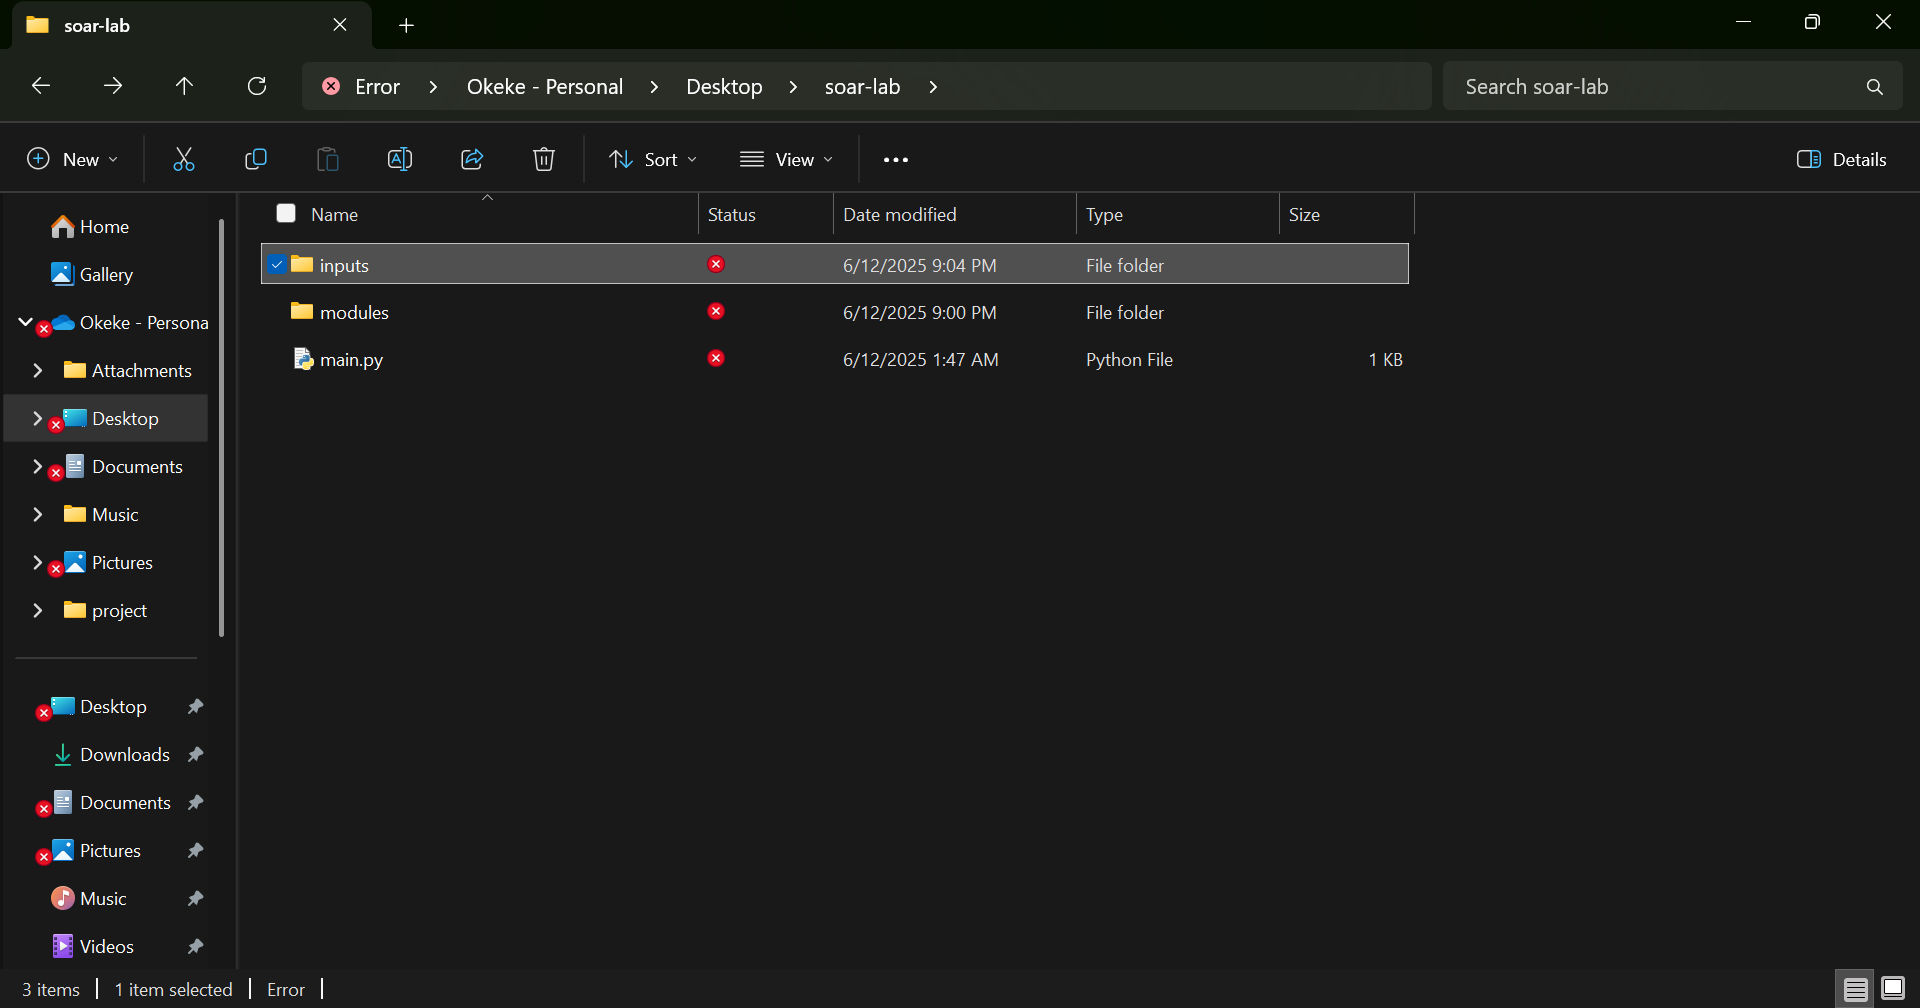 soar-lab
Error > Okeke - Personal > Desktop > soar-lab >
Search soar-lab
New
Sort
View
Details
Name Status Date modified Type Size
inputs 6/12/2025 9:04 PM File folder
modules 6/12/2025 9:00 PM File folder
main.py 6/12/2025 1:47 AM Python File 1 KB
Home
Gallery
Okeke - Persona
Attachments
Desktop
Documents
Music
Pictures
project
Desktop
Downloads
Documents
Pictures
Music
Videos
3 items | 1 item selected | Error |